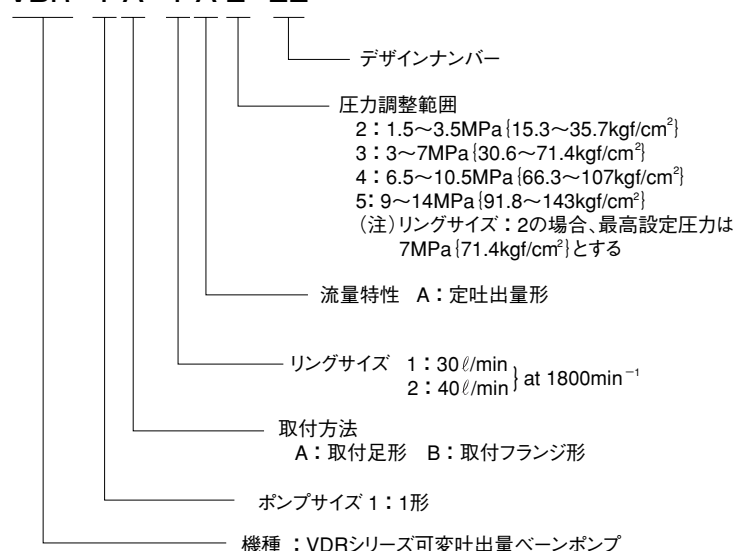 デザインナンバー
圧力調整範囲
2：1.5～3.5MPa{15.3～35.7kgf/cm²}
3：3～7MPa{30.6～71.4kgf/cm²}
4：6.5～10.5MPa{66.3～107kgf/cm²}
5：9～14MPa{91.8～143kgf/cm²}
（注）リングサイズ：2の場合、最高設定圧力は
7MPa{71.4kgf/cm²}とする
流量特性 A：定吐出量形
リングサイズ 1：30ℓ/min
2：40ℓ/min } at 1800min⁻¹
取付方法
A：取付足形 B：取付フランジ形
ポンプサイズ 1：1形
機種：VDRシリーズ可変吐出量ベーンポンプ